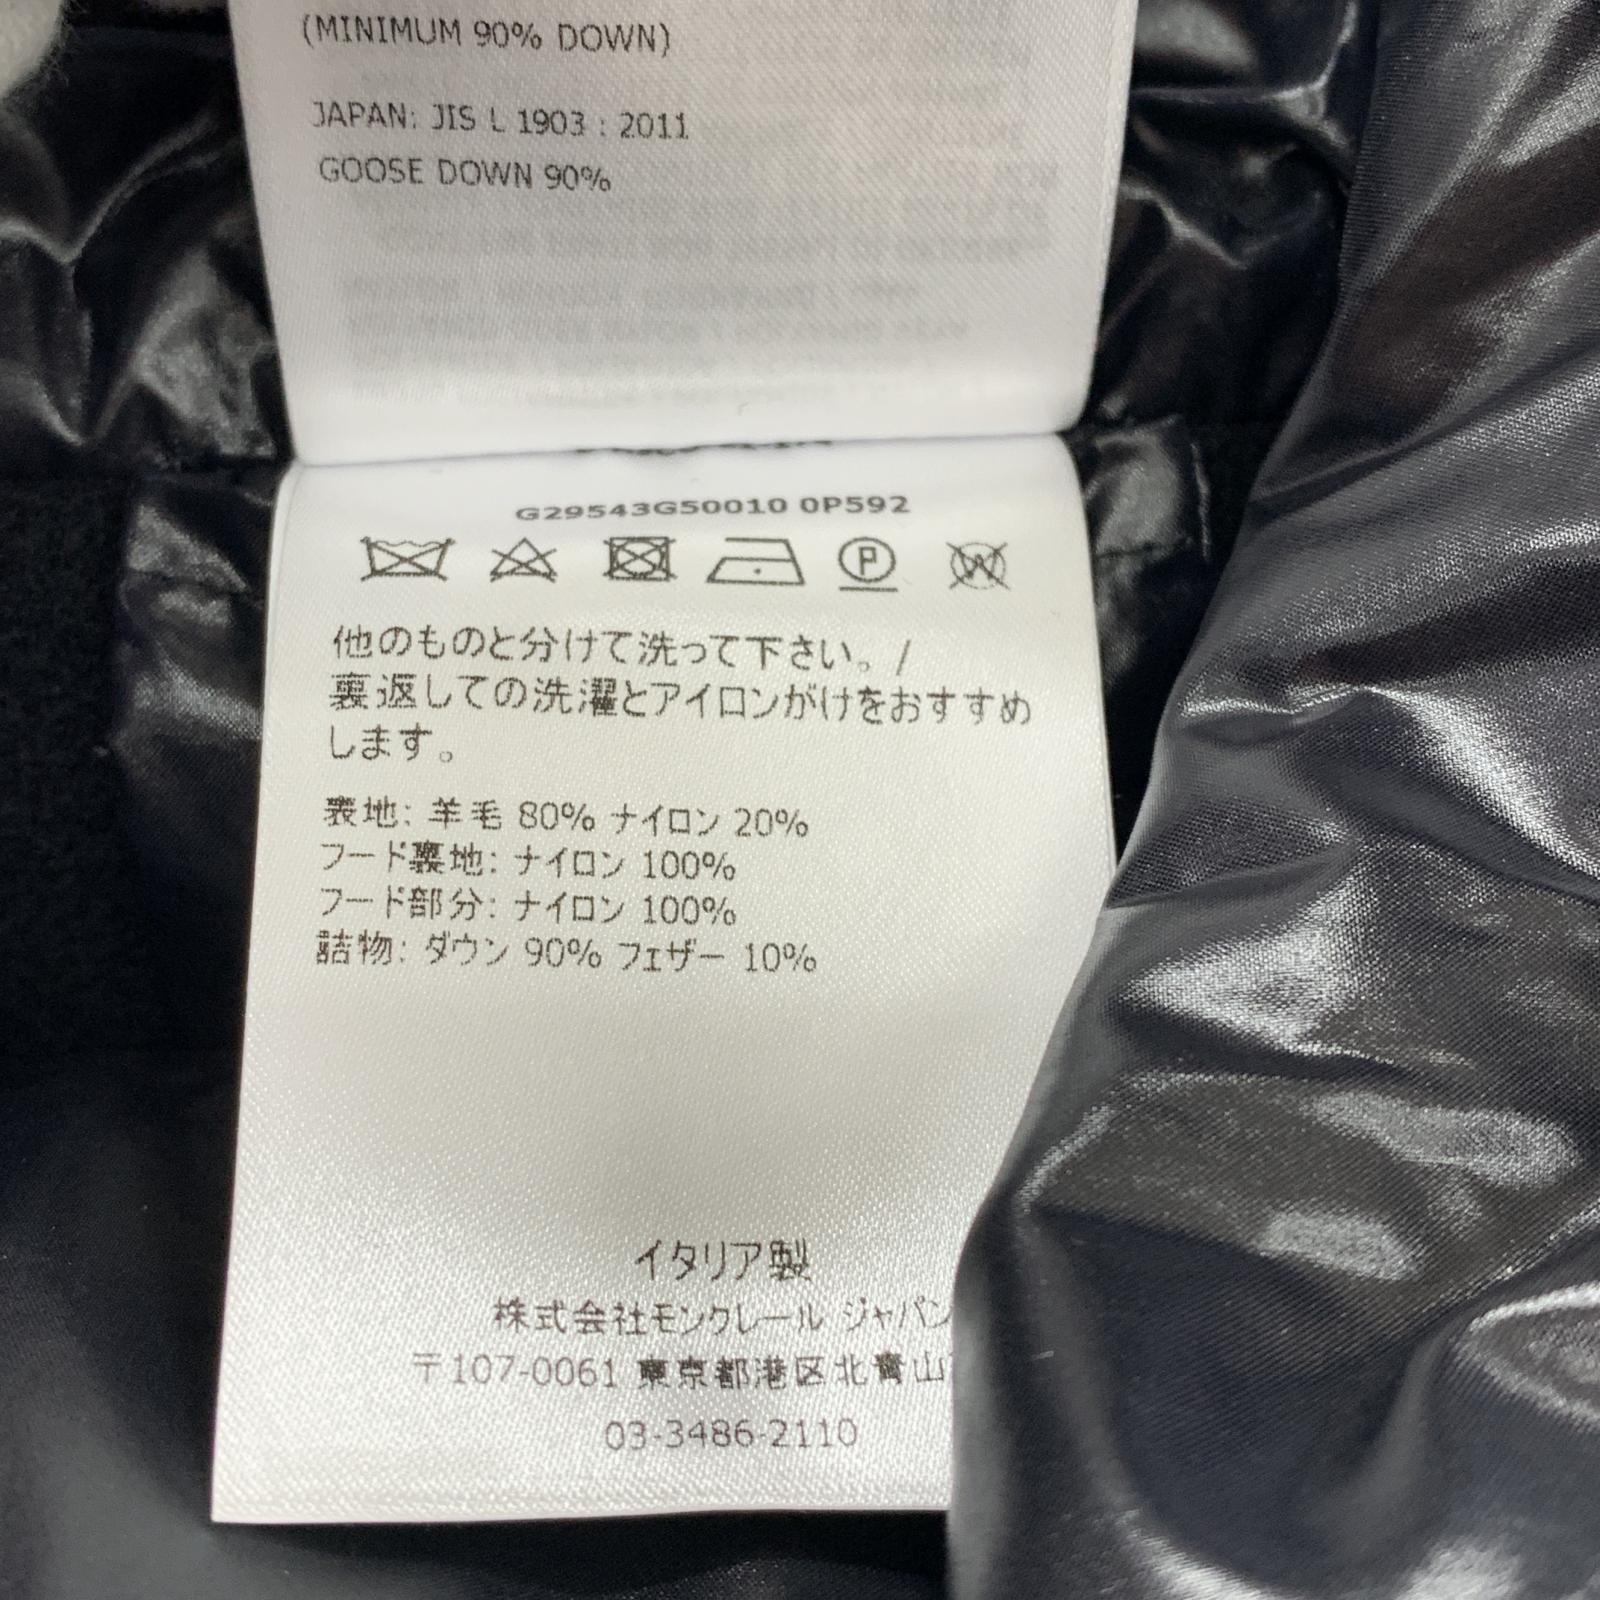 (MINIMUM 90% DOWN)
JAPAN: JIS L 1903 : 2011
GOOSE DOWN 90%
G29543G50010 0P592
P
W
他のものと分けて洗って下さい。/
裏返しての洗濯とアイロンがけをおすすめ
します。
表地: 羊毛 80% ナイロン 20%
フード裏地: ナイロン 100%
フード部分: ナイロン 100%
詰物: ダウン 90% フェザー 10%
イタリア製
株式会社モンクレール ジャパン
〒107-0061 東京都港区北青山
03-3486-2110